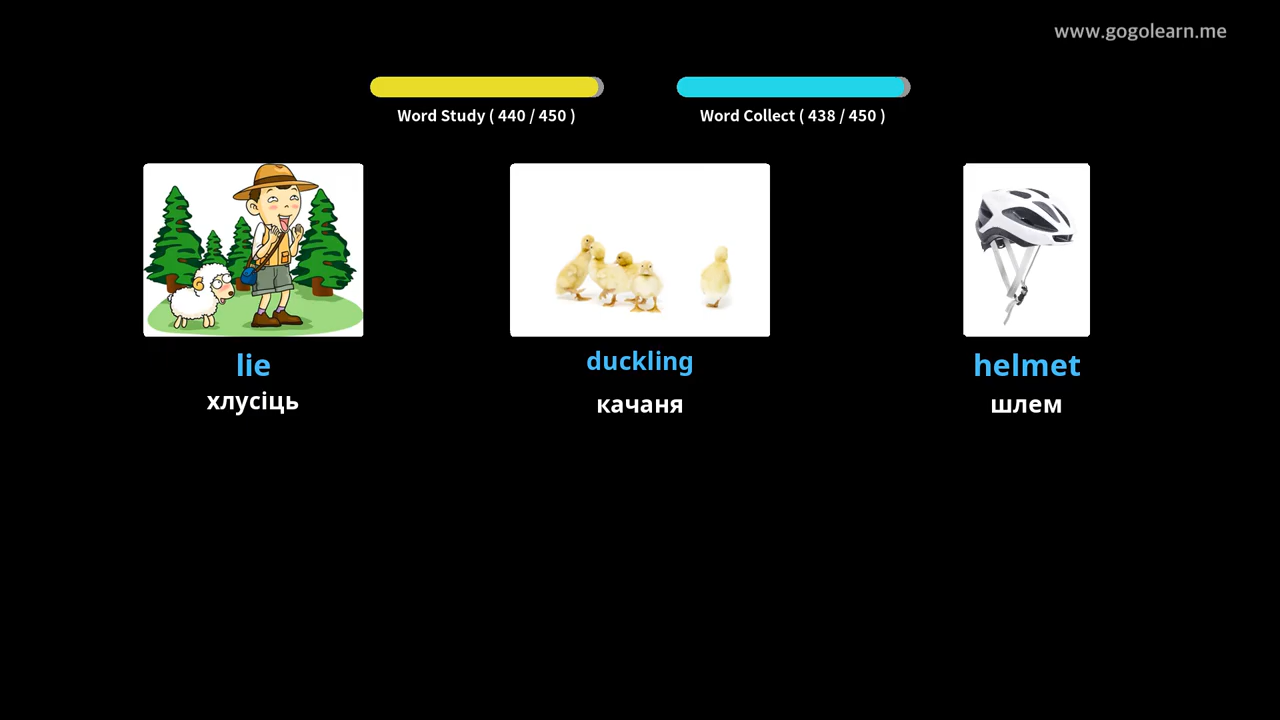 www.gogolearn.me
Word Study ( 440 / 450 )
Word Collect ( 438 / 450 )
lie
хлусіць
duckling
качаня
helmet
шлем